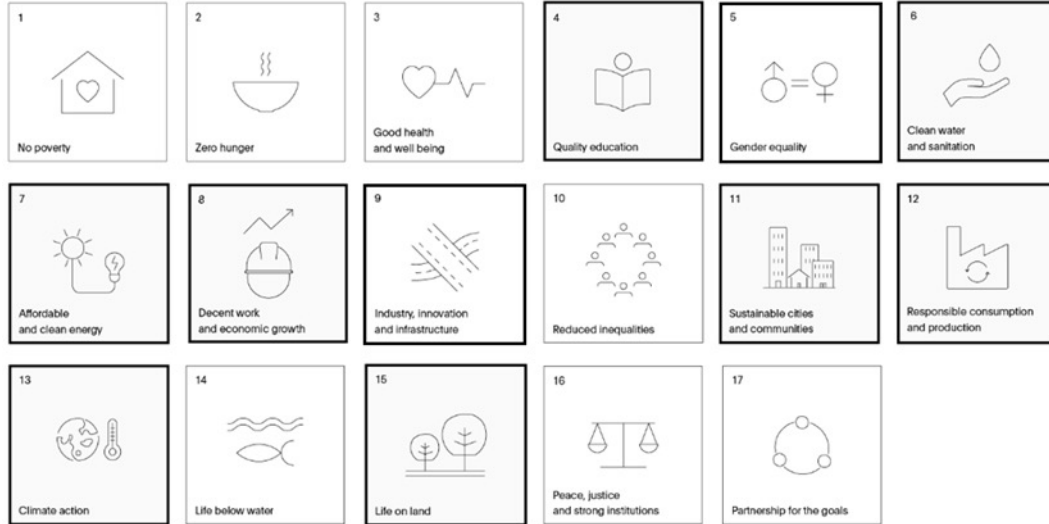 1
No poverty
2
Zero hunger
3
Good health
and well being
4
Quality education
5
Gender equality
6
Clean water
and sanitation
7
Affordable
and clean energy
8
Decent work
and economic growth
9
Industry, innovation
and infrastructure
10
Reduced inequalities
11
Sustainable cities
and communities
12
Responsible consumption
and production
13
Climate action
14
Life below water
15
Life on land
16
Peace, justice
and strong institutions
17
Partnership for the goals